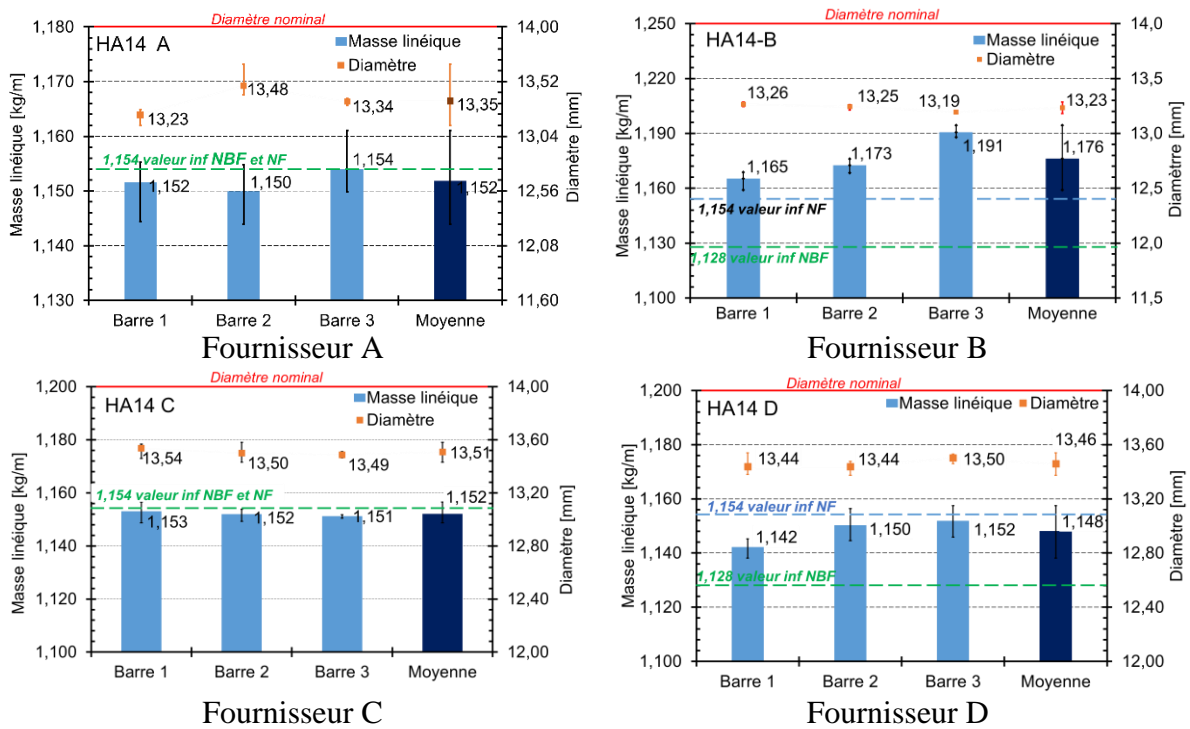 Diamètre nominal
HA14 A
Masse linéique
Diamètre
Masse linéique [kg/m]
Diamètre [mm]
1,180
1,170
1,160
1,150
1,140
1,130
14,00
13,52
13,04
12,56
12,08
11,60
13,23
13,48
13,34
13,35
1,154 valeur inf NBF et NF
1,152
1,150
1,154
1,152
Barre 1 Barre 2 Barre 3 Moyenne
Fournisseur A
Diamètre nominal
HA14-B
Masse linéique
Diamètre
Masse linéique [kg/m]
Diamètrre [mm]
1,250
1,220
1,190
1,160
1,130
1,100
14,0
13,5
13,0
12,5
12,0
11,5
13,26
13,25
13,19
13,23
1,165
1,173
1,191
1,176
1,154 valeur inf NF
1,128 valeur inf NBF
Barre 1 Barre 2 Barre 3 Moyenne
Fournisseur B
Diamètre nominal
HA14 C
Masse linéique
Diamètre
Masse linéique [kg/m]
Diamètre [mm]
1,200
1,180
1,160
1,140
1,120
1,100
14,00
13,60
13,20
12,80
12,40
12,00
13,54
13,50
13,49
13,51
1,154 valeur inf NBF et NF
1,153
1,152
1,151
1,152
Barre 1 Barre 2 Barre 3 Moyenne
Fournisseur C
Diamètre nominal
HA14 D
Masse linéique
Diamètre
Masse linéique [kg/m]
Diamètre [mm]
1,200
1,180
1,160
1,140
1,120
1,100
14,00
13,60
13,20
12,80
12,40
12,00
13,44
13,44
13,50
13,46
1,154 valeur inf NF
1,142
1,150
1,152
1,148
1,128 valeur inf NBF
Barre 1 Barre 2 Barre 3 Moyenne
Fournisseur D